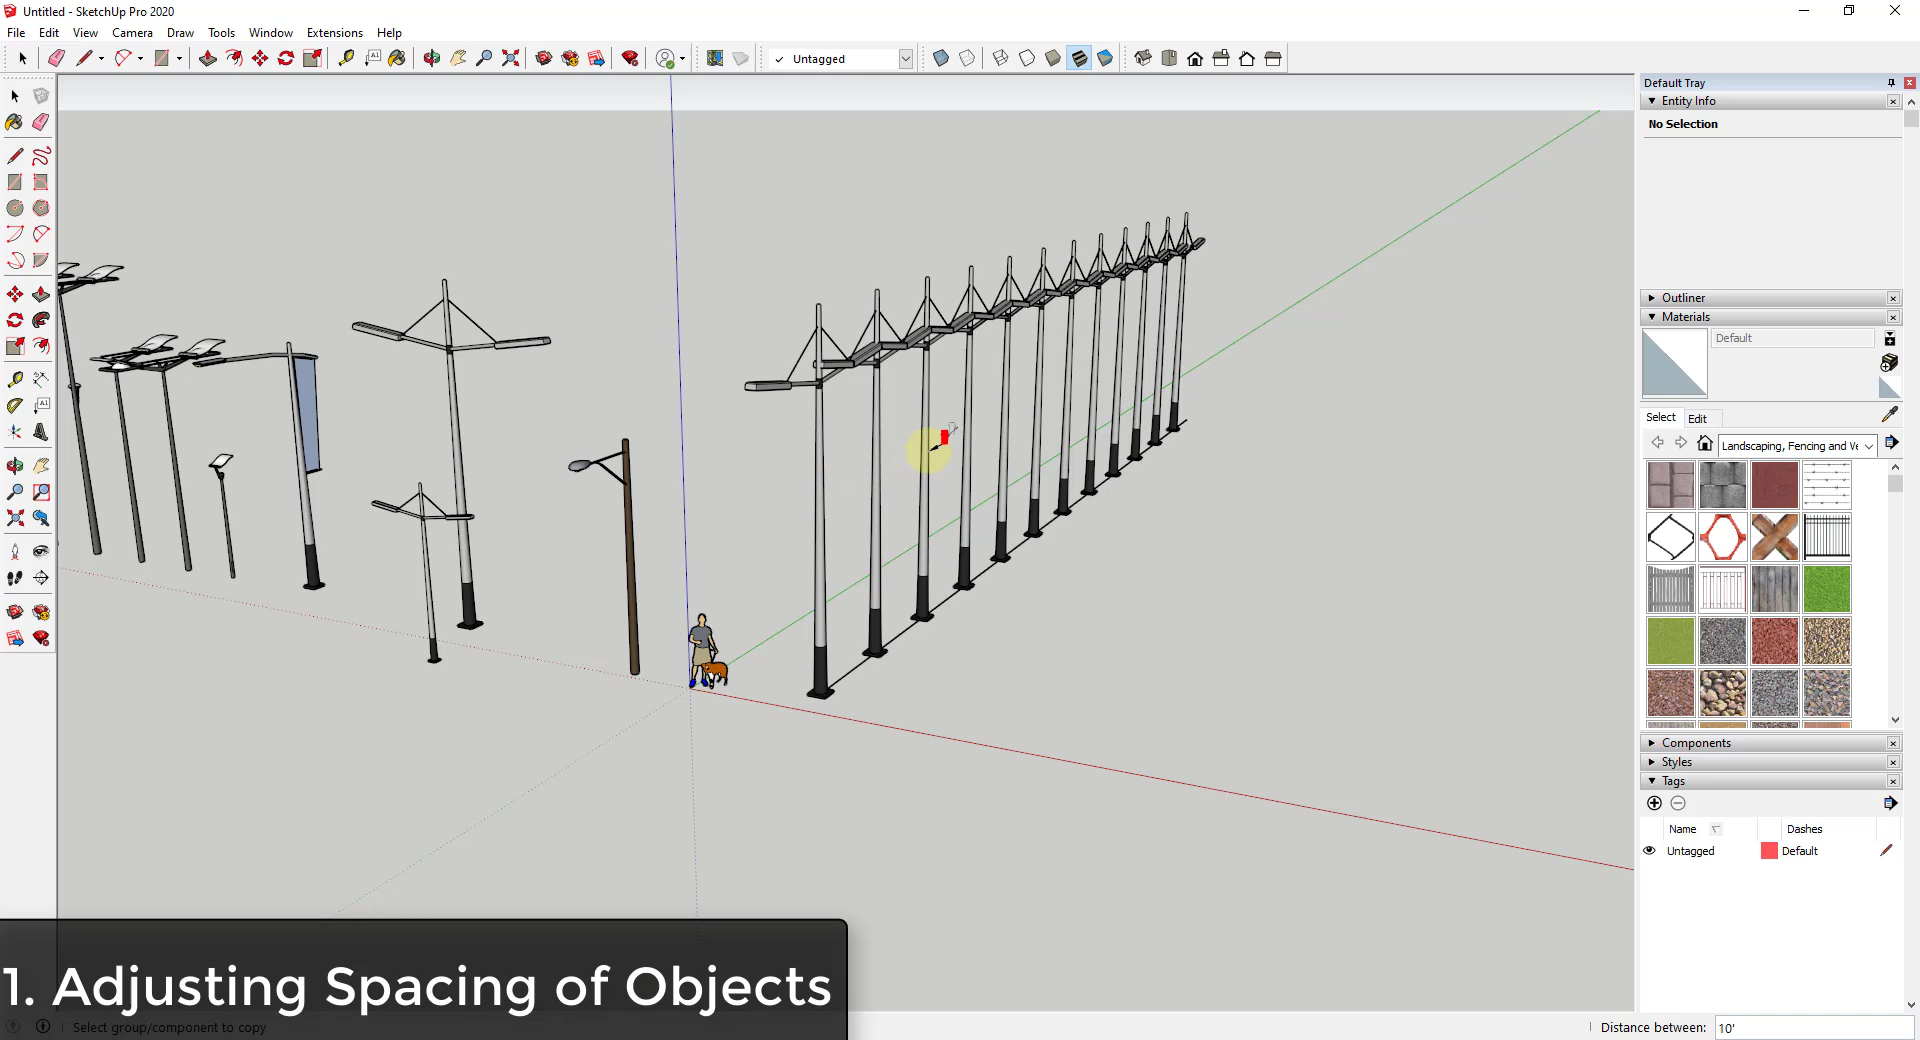 Untitled - SketchUp Pro 2020
File Edit View Camera Draw Tools Window Extensions Help
Untagged
Default Tray
Entity Info
No Selection
Outliner
Materials
Default
Select Edit
Landscaping, Fencing and Ve
Components
Styles
Tags
Name Dashes
Untagged Default
1. Adjusting Spacing of Objects
Select group/component to copy
Distance between: 10'